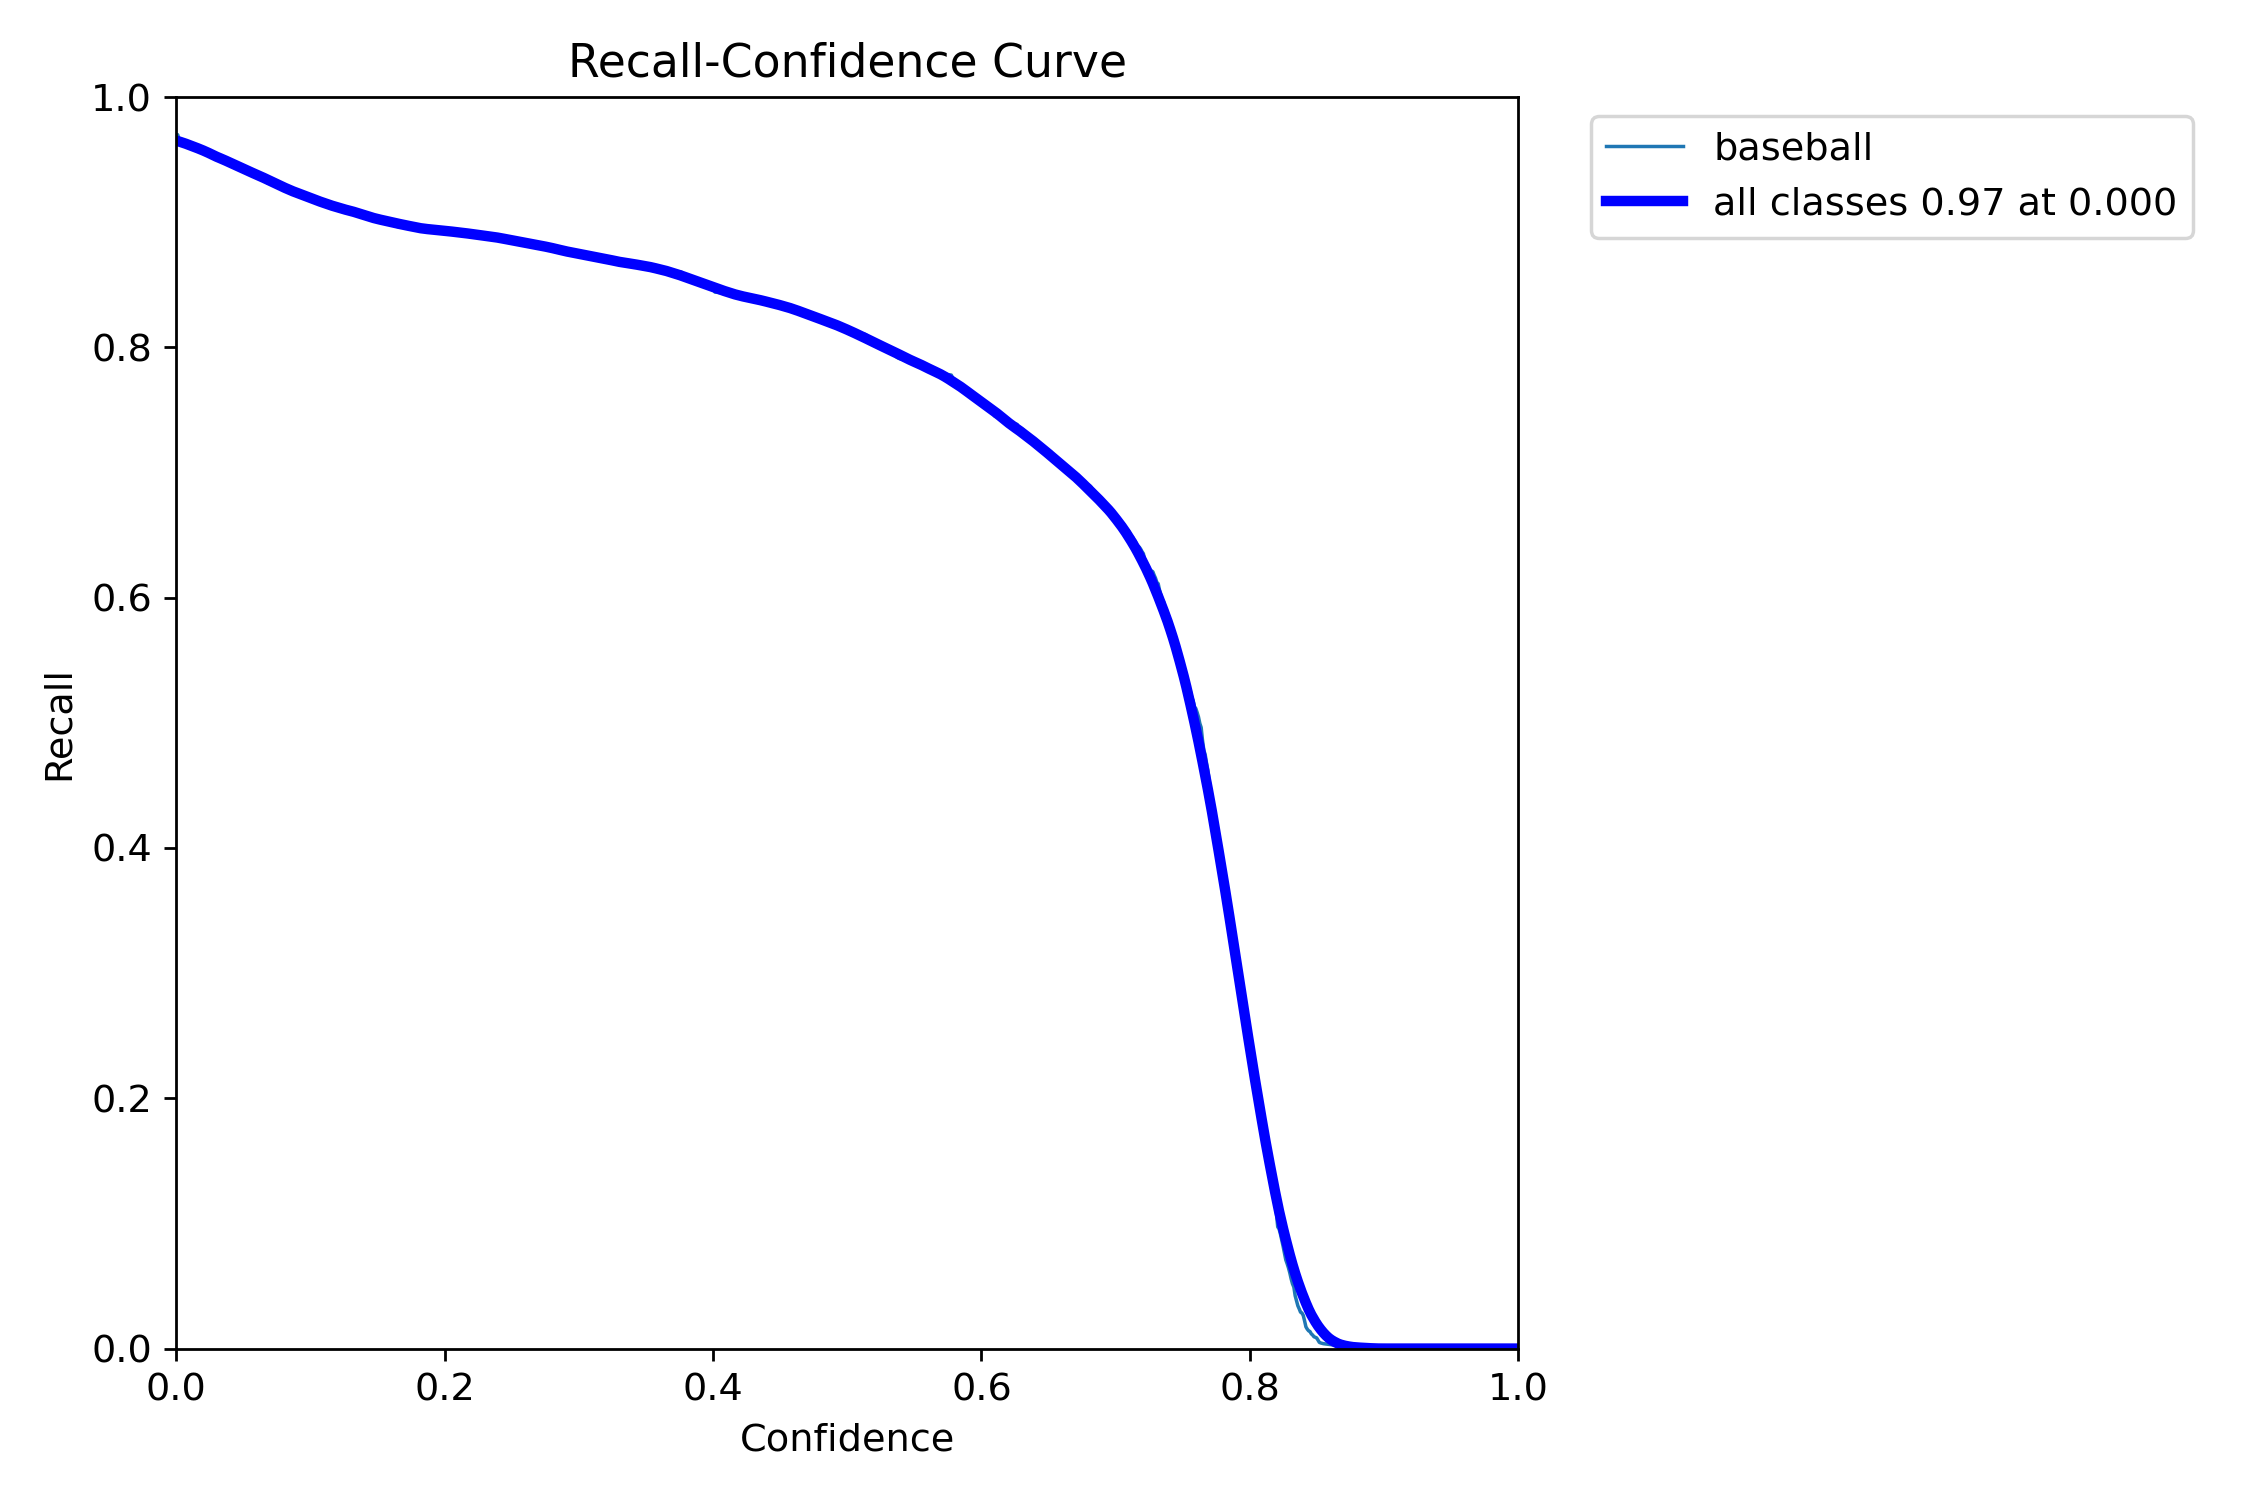 Recall-Confidence Curve
1.0
0.8
0.6
0.4
0.2
0.0
Recall
0.0 0.2 0.4 0.6 0.8 1.0
Confidence
baseball
all classes 0.97 at 0.000